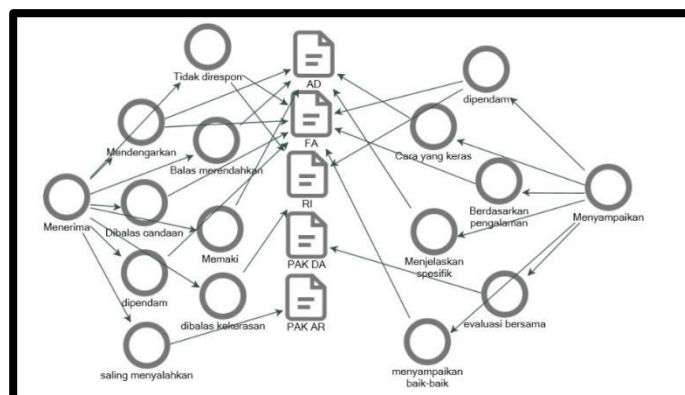 Tidak direspon
AD
dipendam
Mendengarkan
FA
Cara yang keras
Balas merendahkan
Menerima
RI
Berdasarkan
pengalaman
Menyampaikan
Dibalas candaan
Memaki
Menjelaskan
spesifik
PAK DA
dipendam
dibalas kekerasan
PAK AR
evaluasi bersama
saling menyalahkan
menyampaikan
baik-baik